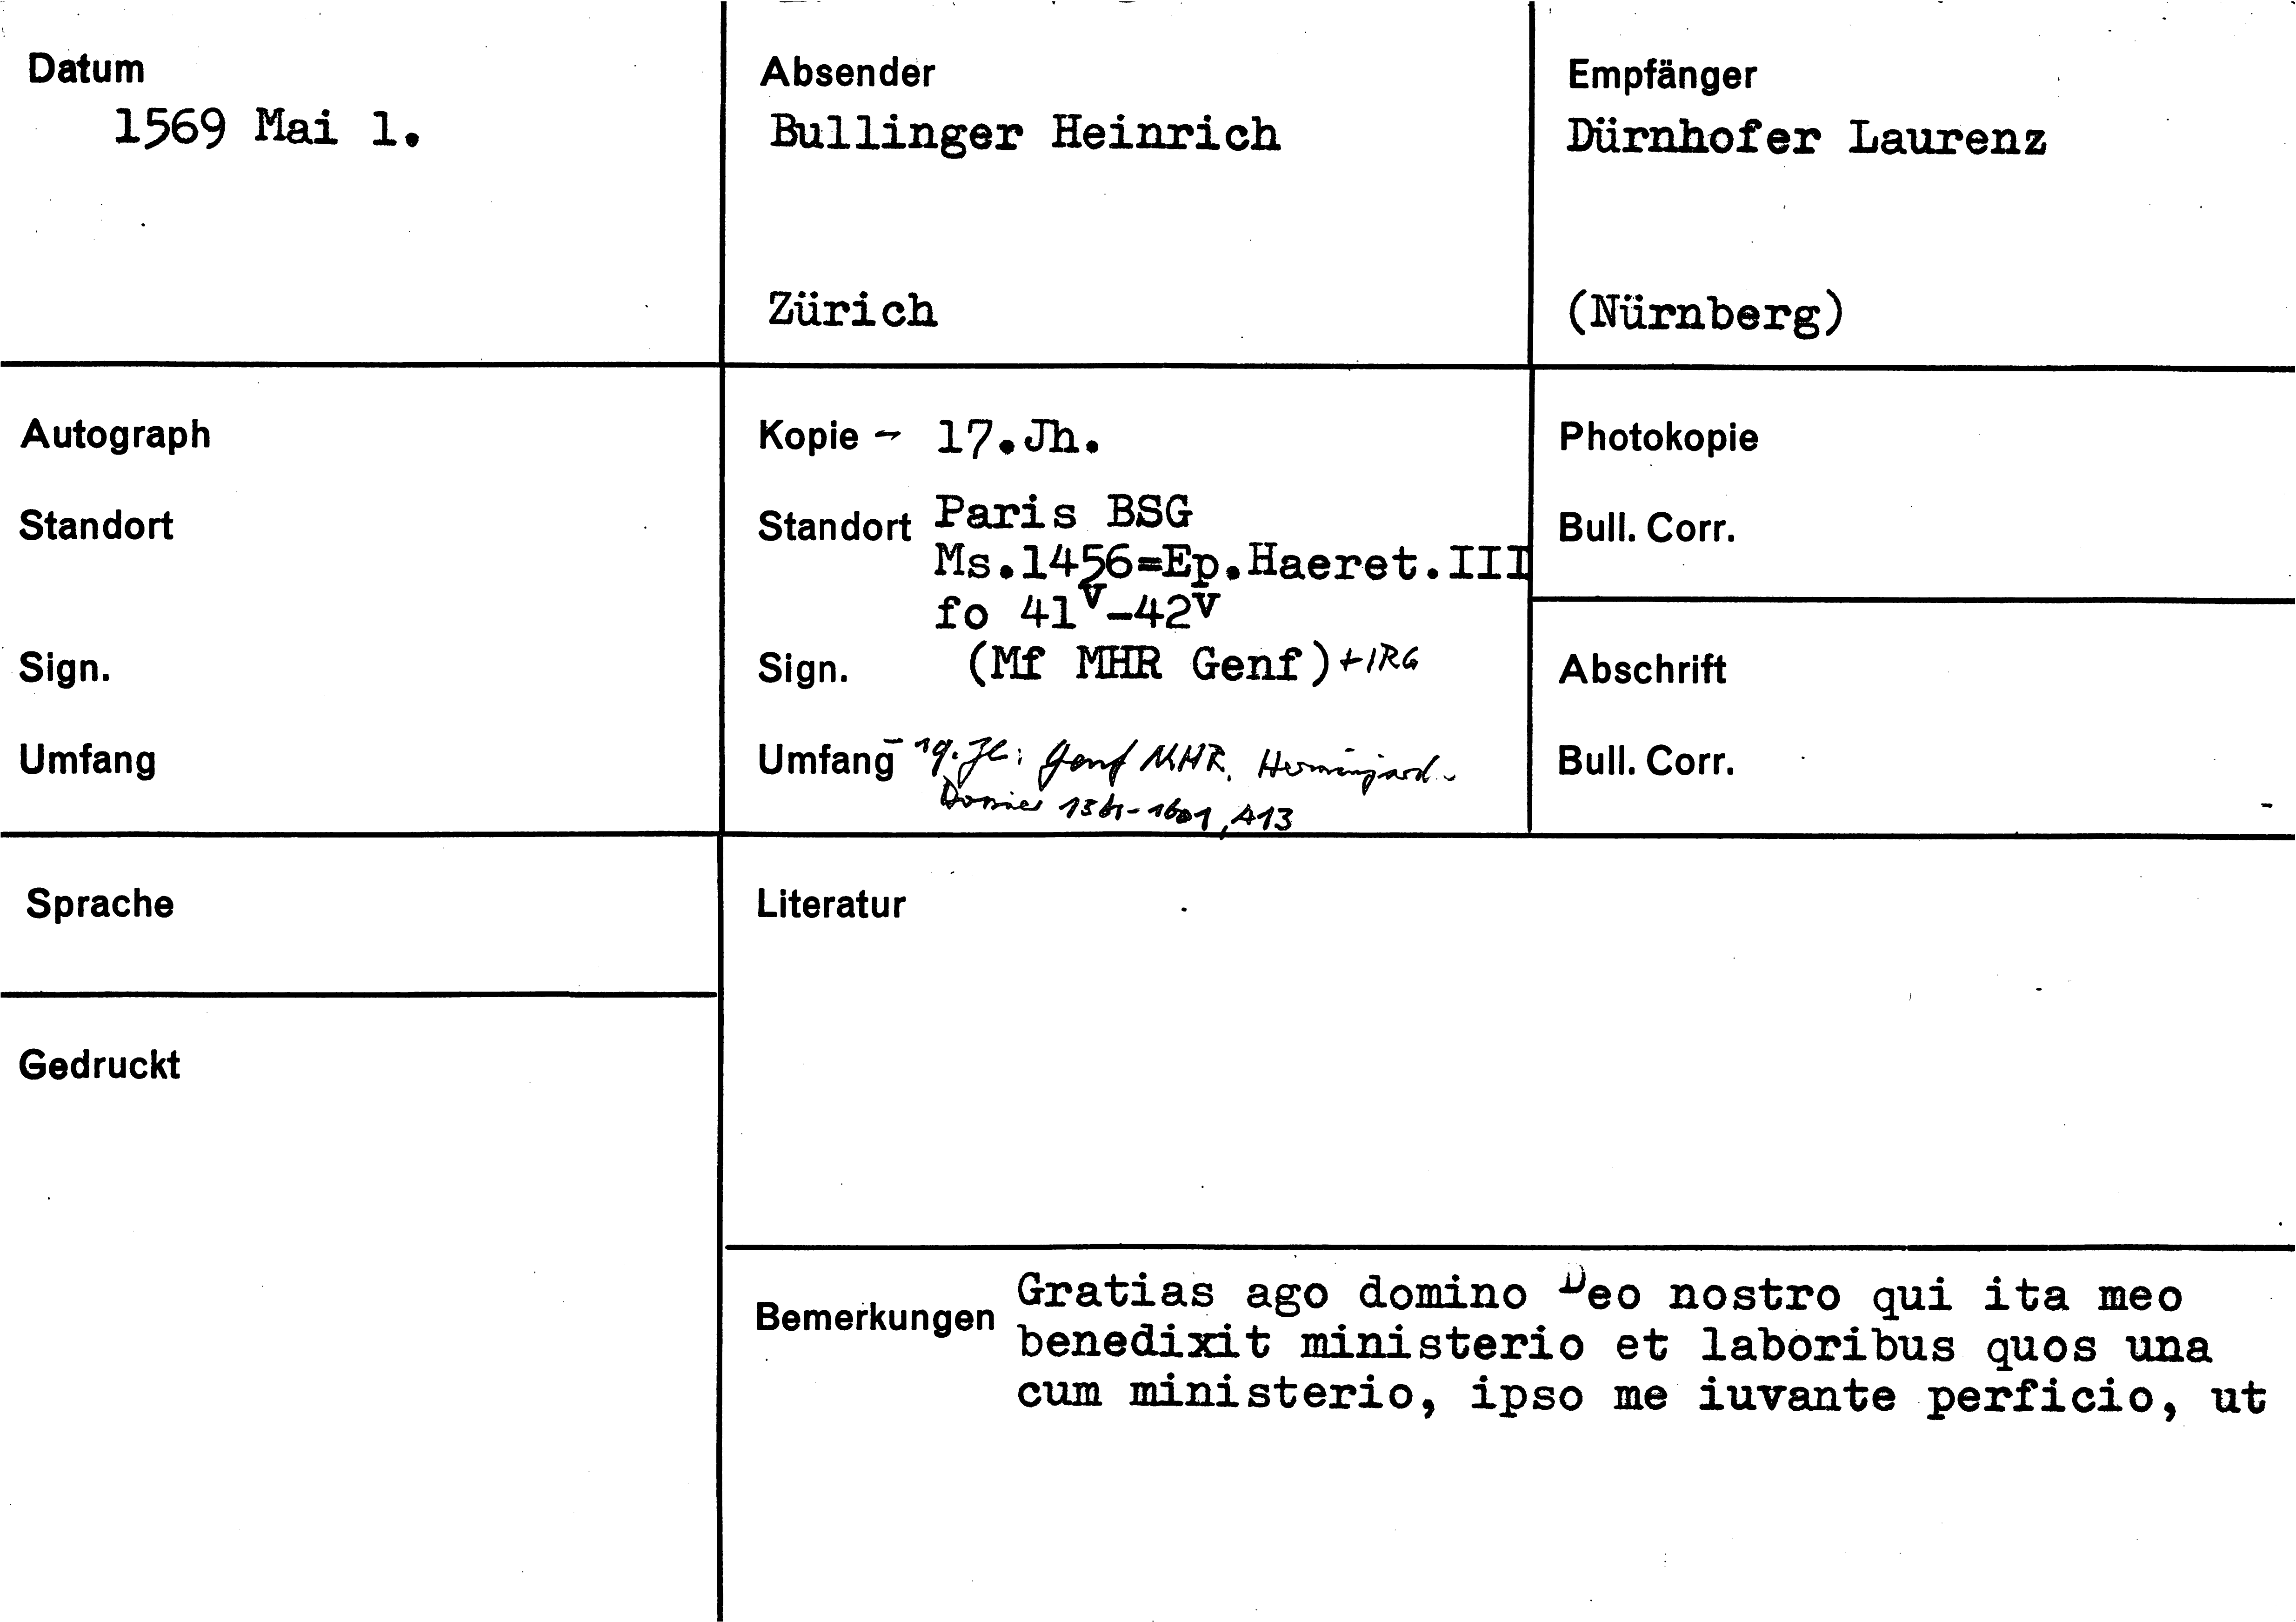 Datum
1569 Mai 1.
Absender
Bullinger Heinrich
Zürich
Empfänger
Dürnhofer Laurenz
(Nürnberg)
Autograph
Standort
Sign.
Umfang
Kopie - 17.Jh.
Standort Paris BSG
Ms.1456=Ep.Haeret.III
fo 41v-42v
Sign. (Mf MHR Genf) + IRG
Umfang - 19. Jh: Genf MHR, Herminjard
Dossier -1601, A13
Photokopie
Bull. Corr.
Abschrift
Bull. Corr.
Sprache
Gedruckt
Literatur
Bemerkungen
Gratias ago domino Deo nostro qui ita meo
benedixit ministerio et laboribus quos una
cum ministerio, ipso me iuvante perficio, ut